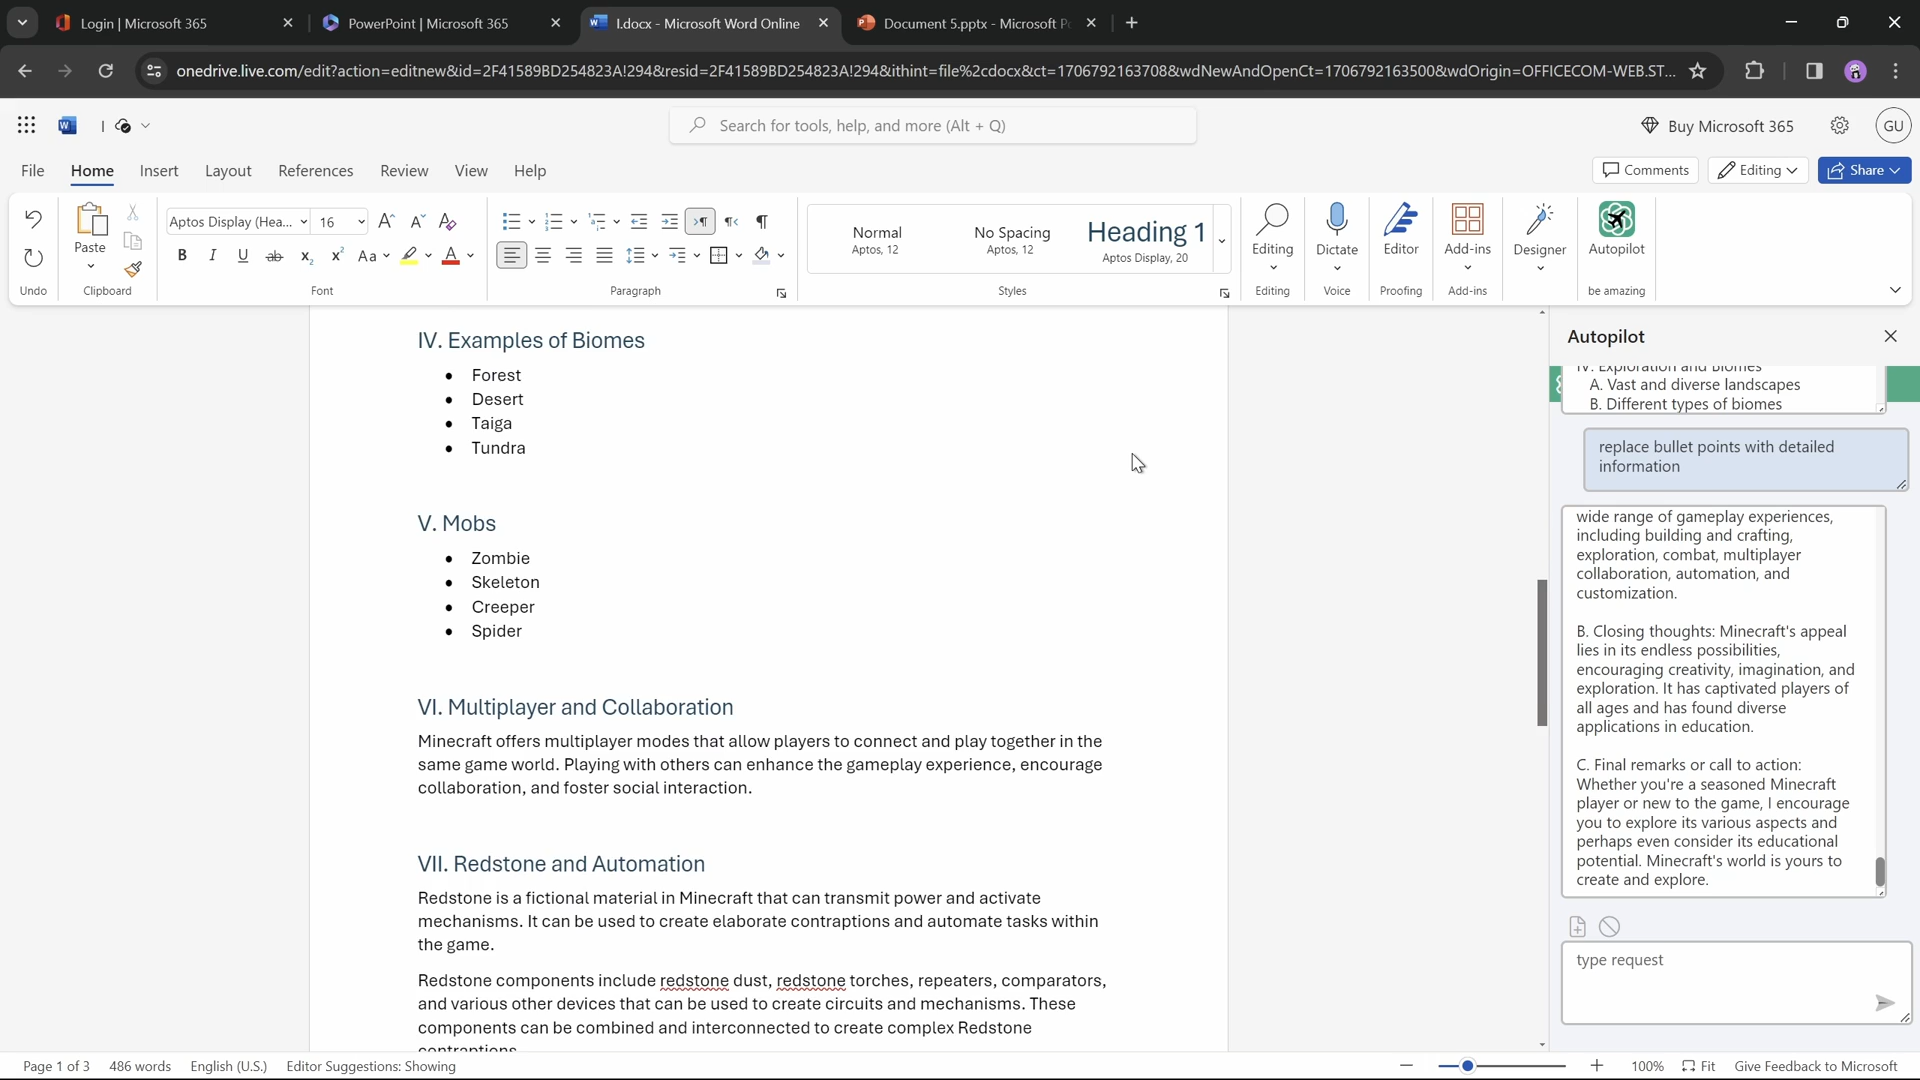 Login | Microsoft 365
PowerPoint | Microsoft 365
I.docx - Microsoft Word Online
Document 5.pptx - Microsoft P
onedrive.live.com/edit?action=editnew&id=2F41589BD254823A!294&resid=2F41589BD254823A!294&ithint=file%2cdocx&ct=1706792163708&wdNewAndOpenCt=1706792163500&wdOrigin=OFFICECOM-WEB.ST...
I
Search for tools, help, and more (Alt + Q)
Buy Microsoft 365
GU
File Home Insert Layout References Review View Help
Comments Editing Share
Aptos Display (Hea... 16
Paste
Normal
Aptos, 12
No Spacing
Aptos, 12
Heading 1
Aptos Display, 20
Editing Dictate Editor Add-ins Designer Autopilot
Undo Clipboard Font Paragraph Styles Editing Voice Proofing Add-ins be amazing
IV. Examples of Biomes
• Forest
• Desert
• Taiga
• Tundra
V. Mobs
• Zombie
• Skeleton
• Creeper
• Spider
VI. Multiplayer and Collaboration
Minecraft offers multiplayer modes that allow players to connect and play together in the
same game world. Playing with others can enhance the gameplay experience, encourage
collaboration, and foster social interaction.
VII. Redstone and Automation
Redstone is a fictional material in Minecraft that can transmit power and activate
mechanisms. It can be used to create elaborate contraptions and automate tasks within
the game.
Redstone components include redstone dust, redstone torches, repeaters, comparators,
and various other devices that can be used to create circuits and mechanisms. These
components can be combined and interconnected to create complex Redstone
contraptions.
Autopilot
IV. Exploration and Biomes
A. Vast and diverse landscapes
B. Different types of biomes
replace bullet points with detailed
information
wide range of gameplay experiences,
including building and crafting,
exploration, combat, multiplayer
collaboration, automation, and
customization.
B. Closing thoughts: Minecraft's appeal
lies in its endless possibilities,
encouraging creativity, imagination, and
exploration. It has captivated players of
all ages and has found diverse
applications in education.
C. Final remarks or call to action:
Whether you're a seasoned Minecraft
player or new to the game, I encourage
you to explore its various aspects and
perhaps even consider its educational
potential. Minecraft's world is yours to
create and explore.
type request
Page 1 of 3 486 words English (U.S.) Editor Suggestions: Showing
100% Fit Give Feedback to Microsoft